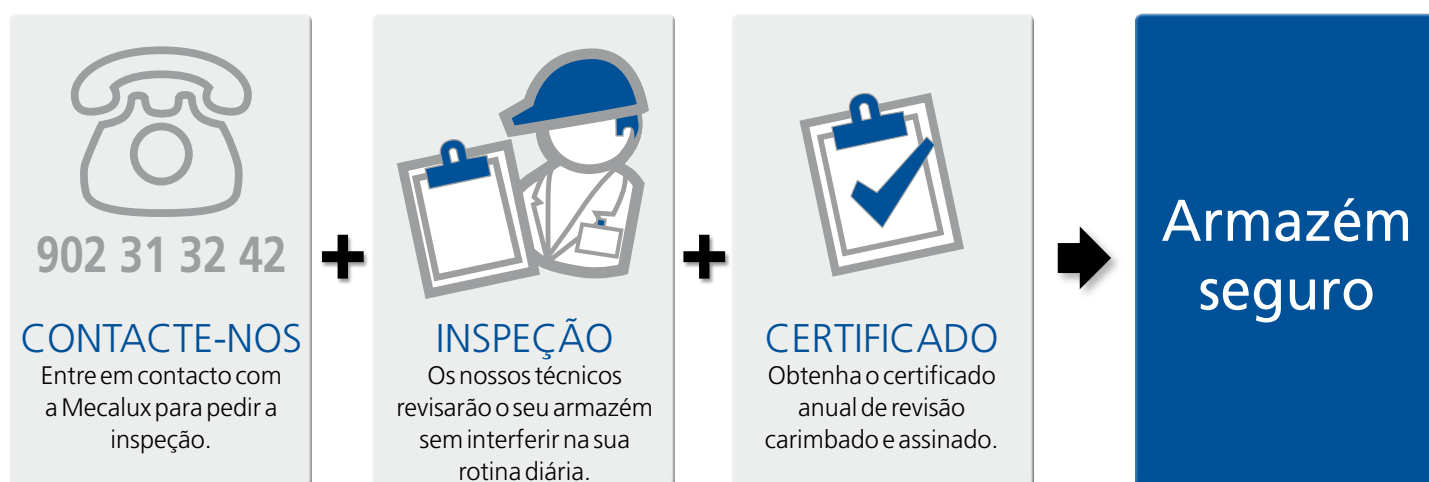 902 31 32 42
CONTACTE-NOS
Entre em contacto com
a Mecalux para pedir a
inspeção.
INSPEÇÃO
Os nossos técnicos
revisarão o seu armazém
sem interferir na sua
rotina diária.
CERTIFICADO
Obtenha o certificado
anual de revisão
carimbado e assinado.
Armazém
seguro